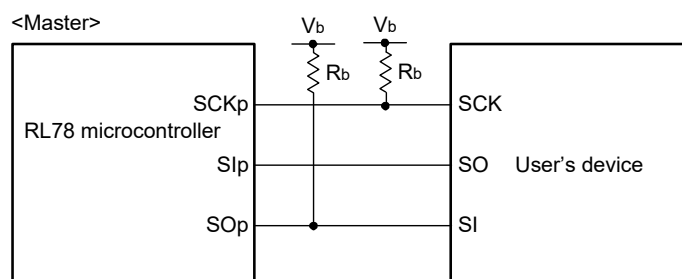 <Master>
Vb
Vb
Rb
Rb
SCKp
SCK
RL78 microcontroller
SIp
SO
User's device
SOp
SI